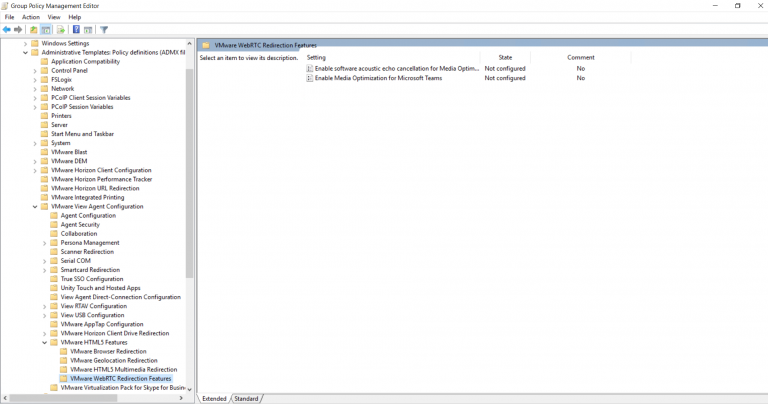 Group Policy Management Editor
File Action View Help
Windows Settings
Administrative Templates: Policy definitions (ADMX fil
Application Compatibility
Control Panel
FSLogix
Network
PCoIP Client Session Variables
PCoIP Session Variables
Printers
Server
Start Menu and Taskbar
System
VMware Blast
VMware DEM
VMware Horizon Client Configuration
VMware Horizon Performance Tracker
VMware Horizon URL Redirection
VMware Integrated Printing
VMware View Agent Configuration
Agent Configuration
Agent Security
Collaboration
Persona Management
Scanner Redirection
Serial COM
Smartcard Redirection
True SSO Configuration
Unity Touch and Hosted Apps
View Agent Direct-Connection Configuration
View RTAV Configuration
View USB Configuration
VMware AppTap Configuration
VMware Horizon Client Drive Redirection
VMware HTML5 Features
VMware Browser Redirection
VMware Geolocation Redirection
VMware HTML5 Multimedia Redirection
VMware WebRTC Redirection Features
VMware Virtualization Pack for Skype for Busin
VMware WebRTC Redirection Features
Select an item to view its description.
Setting State Comment
Enable software acoustic echo cancellation for Media Optim... Not configured No
Enable Media Optimization for Microsoft Teams Not configured No
Extended Standard